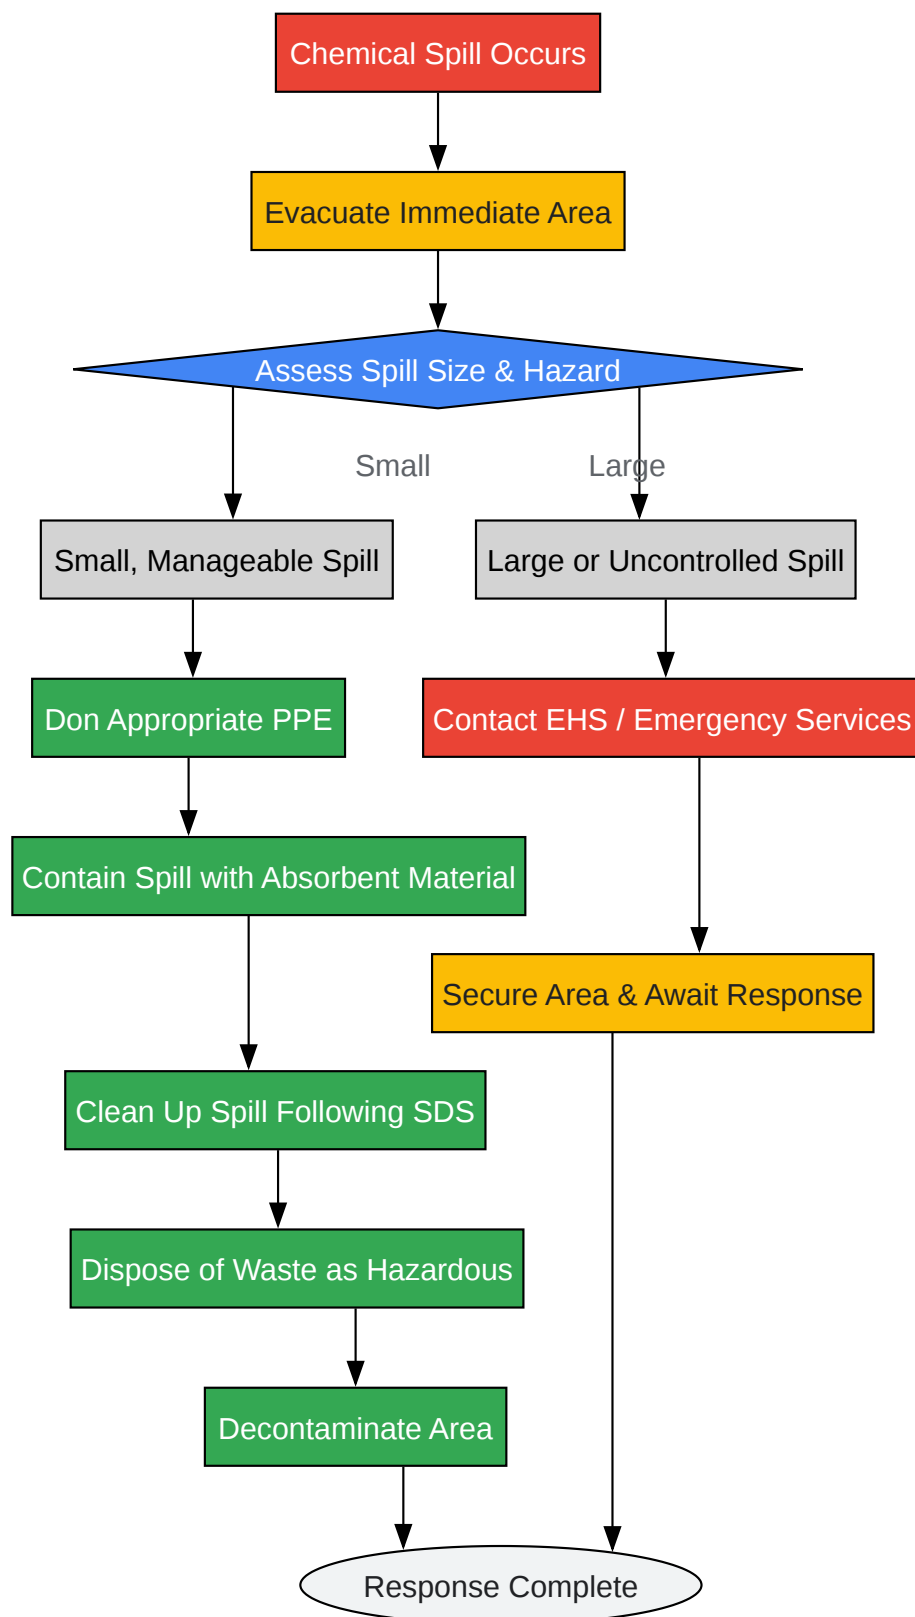 Chemical Spill Occurs
Evacuate Immediate Area
Assess Spill Size & Hazard
Small
Large
Small, Manageable Spill
Large or Uncontrolled Spill
Don Appropriate PPE
Contact EHS / Emergency Services
Contain Spill with Absorbent Material
Secure Area & Await Response
Clean Up Spill Following SDS
Dispose of Waste as Hazardous
Decontaminate Area
Response Complete